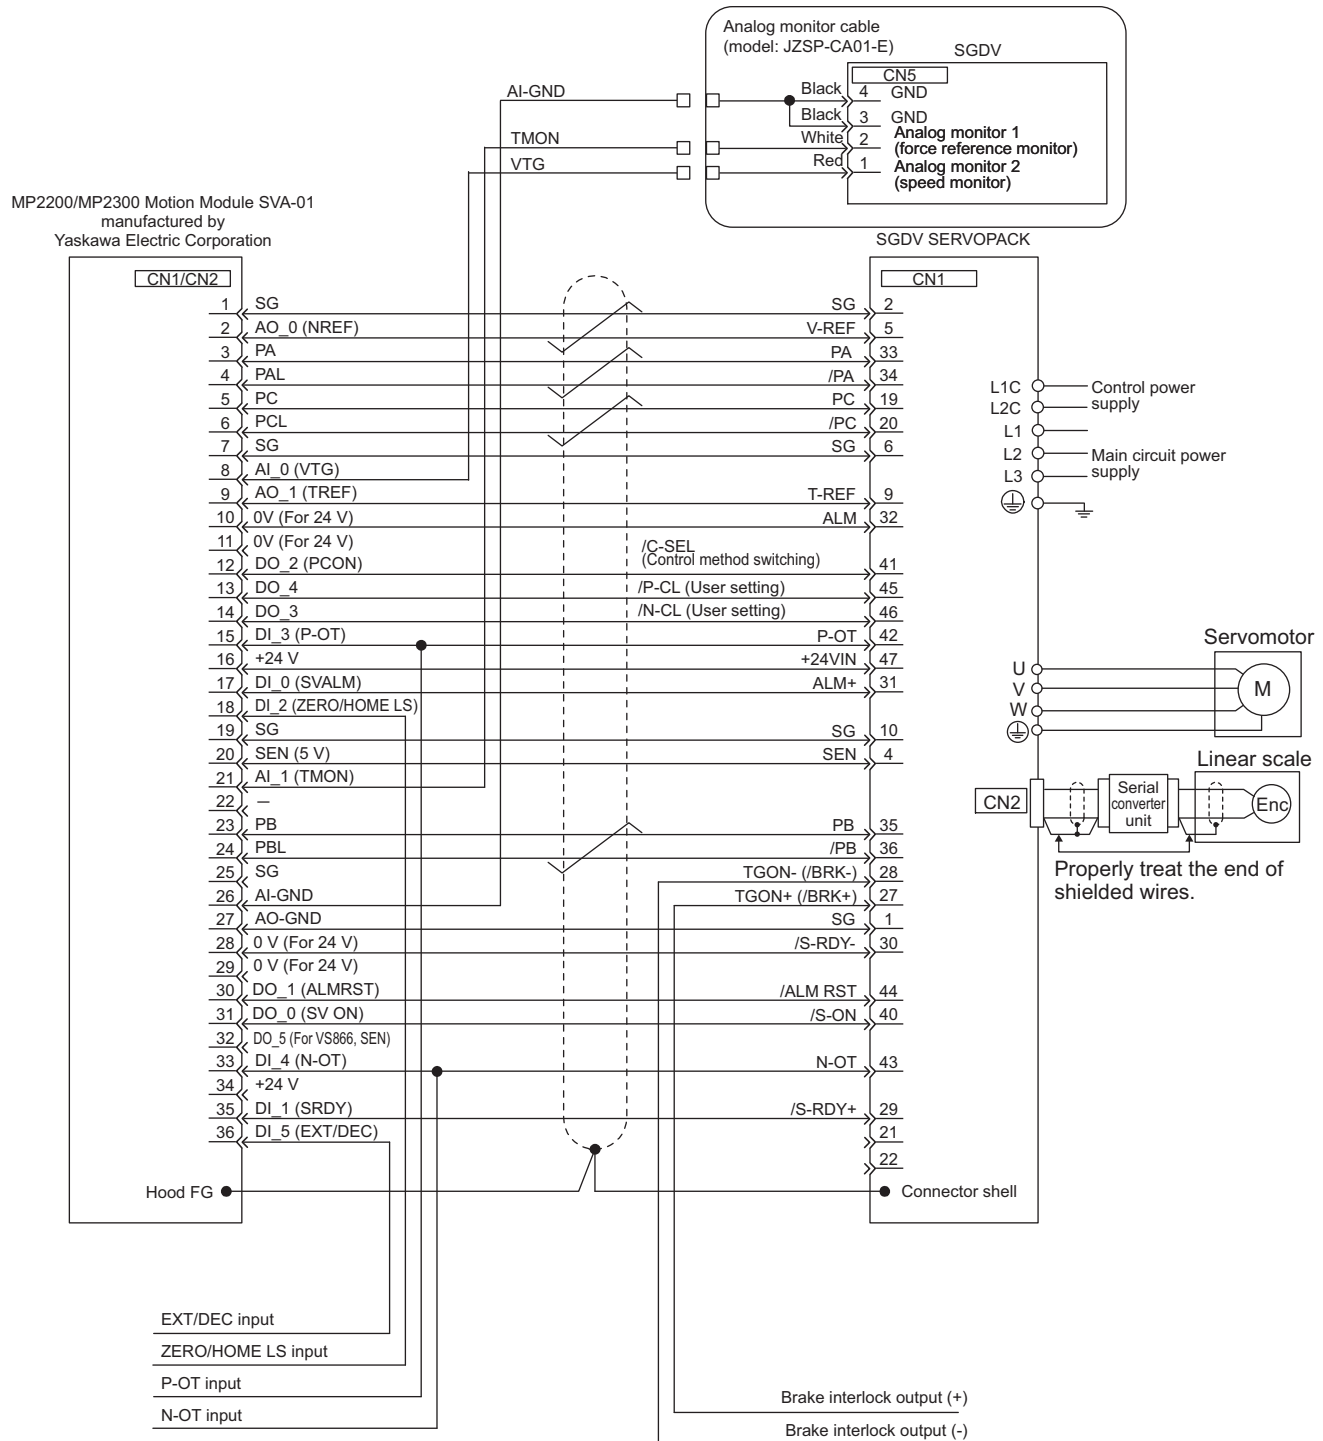 Analog monitor cable
(model: JZSP-CA01-E)
SGDV
CN5
AI-GND
Black 4 GND
Black 3 GND
TMON
White 2 Analog monitor 1
(force reference monitor)
VTG
Red 1 Analog monitor 2
(speed monitor)
MP2200/MP2300 Motion Module SVA-01
manufactured by
Yaskawa Electric Corporation
SGDV SERVOPACK
CN1/CN2
CN1
1 SG SG 2
2 AO_0 (NREF) V-REF 5
3 PA PA 33
4 PAL /PA 34
5 PC PC 19
6 PCL /PC 20
7 SG SG 6
8 AI_0 (VTG)
9 AO_1 (TREF) T-REF 9
10 0V (For 24 V) ALM 32
11 0V (For 24 V)
/C-SEL
(Control method switching)
12 DO_2 (PCON) 41
13 DO_4 /P-CL (User setting) 45
14 DO_3 /N-CL (User setting) 46
15 DI_3 (P-OT) P-OT 42
16 +24 V +24VIN 47
17 DI_0 (SVALM) ALM+ 31
18 DI_2 (ZERO/HOME LS)
19 SG SG 10
20 SEN (5 V) SEN 4
21 AI_1 (TMON)
22 –
23 PB PB 35
24 PBL /PB 36
25 SG TGON- (/BRK-) 28
26 AI-GND TGON+ (/BRK+) 27
27 AO-GND SG 1
28 0 V (For 24 V) /S-RDY- 30
29 0 V (For 24 V)
30 DO_1 (ALMRST) /ALM RST 44
31 DO_0 (SV ON) /S-ON 40
32 DO_5 (For VS866, SEN)
33 DI_4 (N-OT) N-OT 43
34 +24 V
35 DI_1 (SRDY) /S-RDY+ 29
36 DI_5 (EXT/DEC) 21
22
Hood FG
Connector shell
L1C
L2C
Control power
supply
L1
L2
L3
Main circuit power
supply
Servomotor
U
V
W
M
Linear scale
CN2
Serial
converter
unit
Enc
Properly treat the end of
shielded wires.
EXT/DEC input
ZERO/HOME LS input
P-OT input
N-OT input
Brake interlock output (+)
Brake interlock output (-)